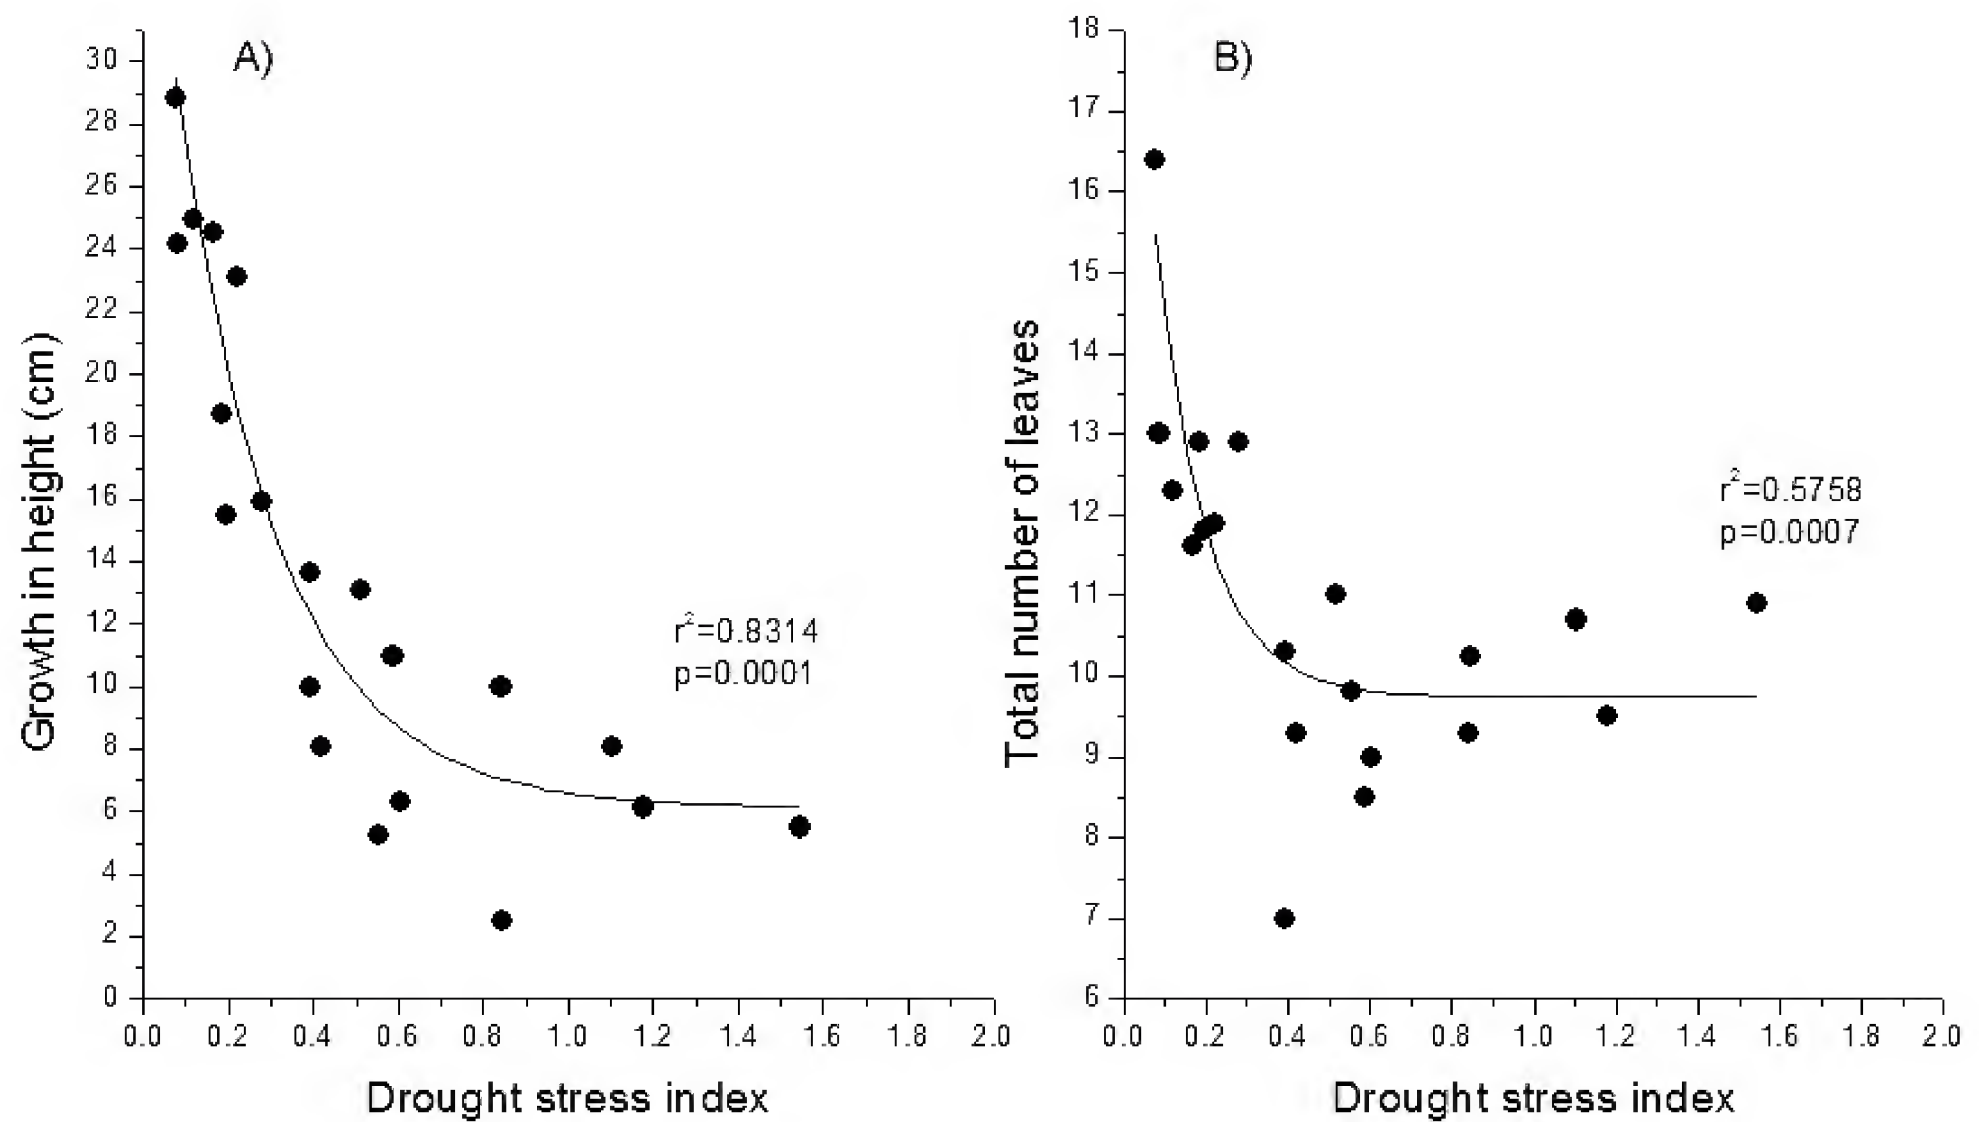 A)
30
28
26
24
22
20
18
16
14
12
10
8
6
4
2
0
Growth in height (cm)
r²=0.8314
p=0.0001
0.0 0.2 0.4 0.6 0.8 1.0 1.2 1.4 1.6 2.0
Drought stress index
B)
18
17
16
15
14
13
12
11
10
9
8
7
6
Total number of leaves
r²=0.5758
p=0.0007
0.0 0.2 0.4 0.6 0.8 1.0 1.2 1.4 1.6 1.8 2.0
Drought stress index